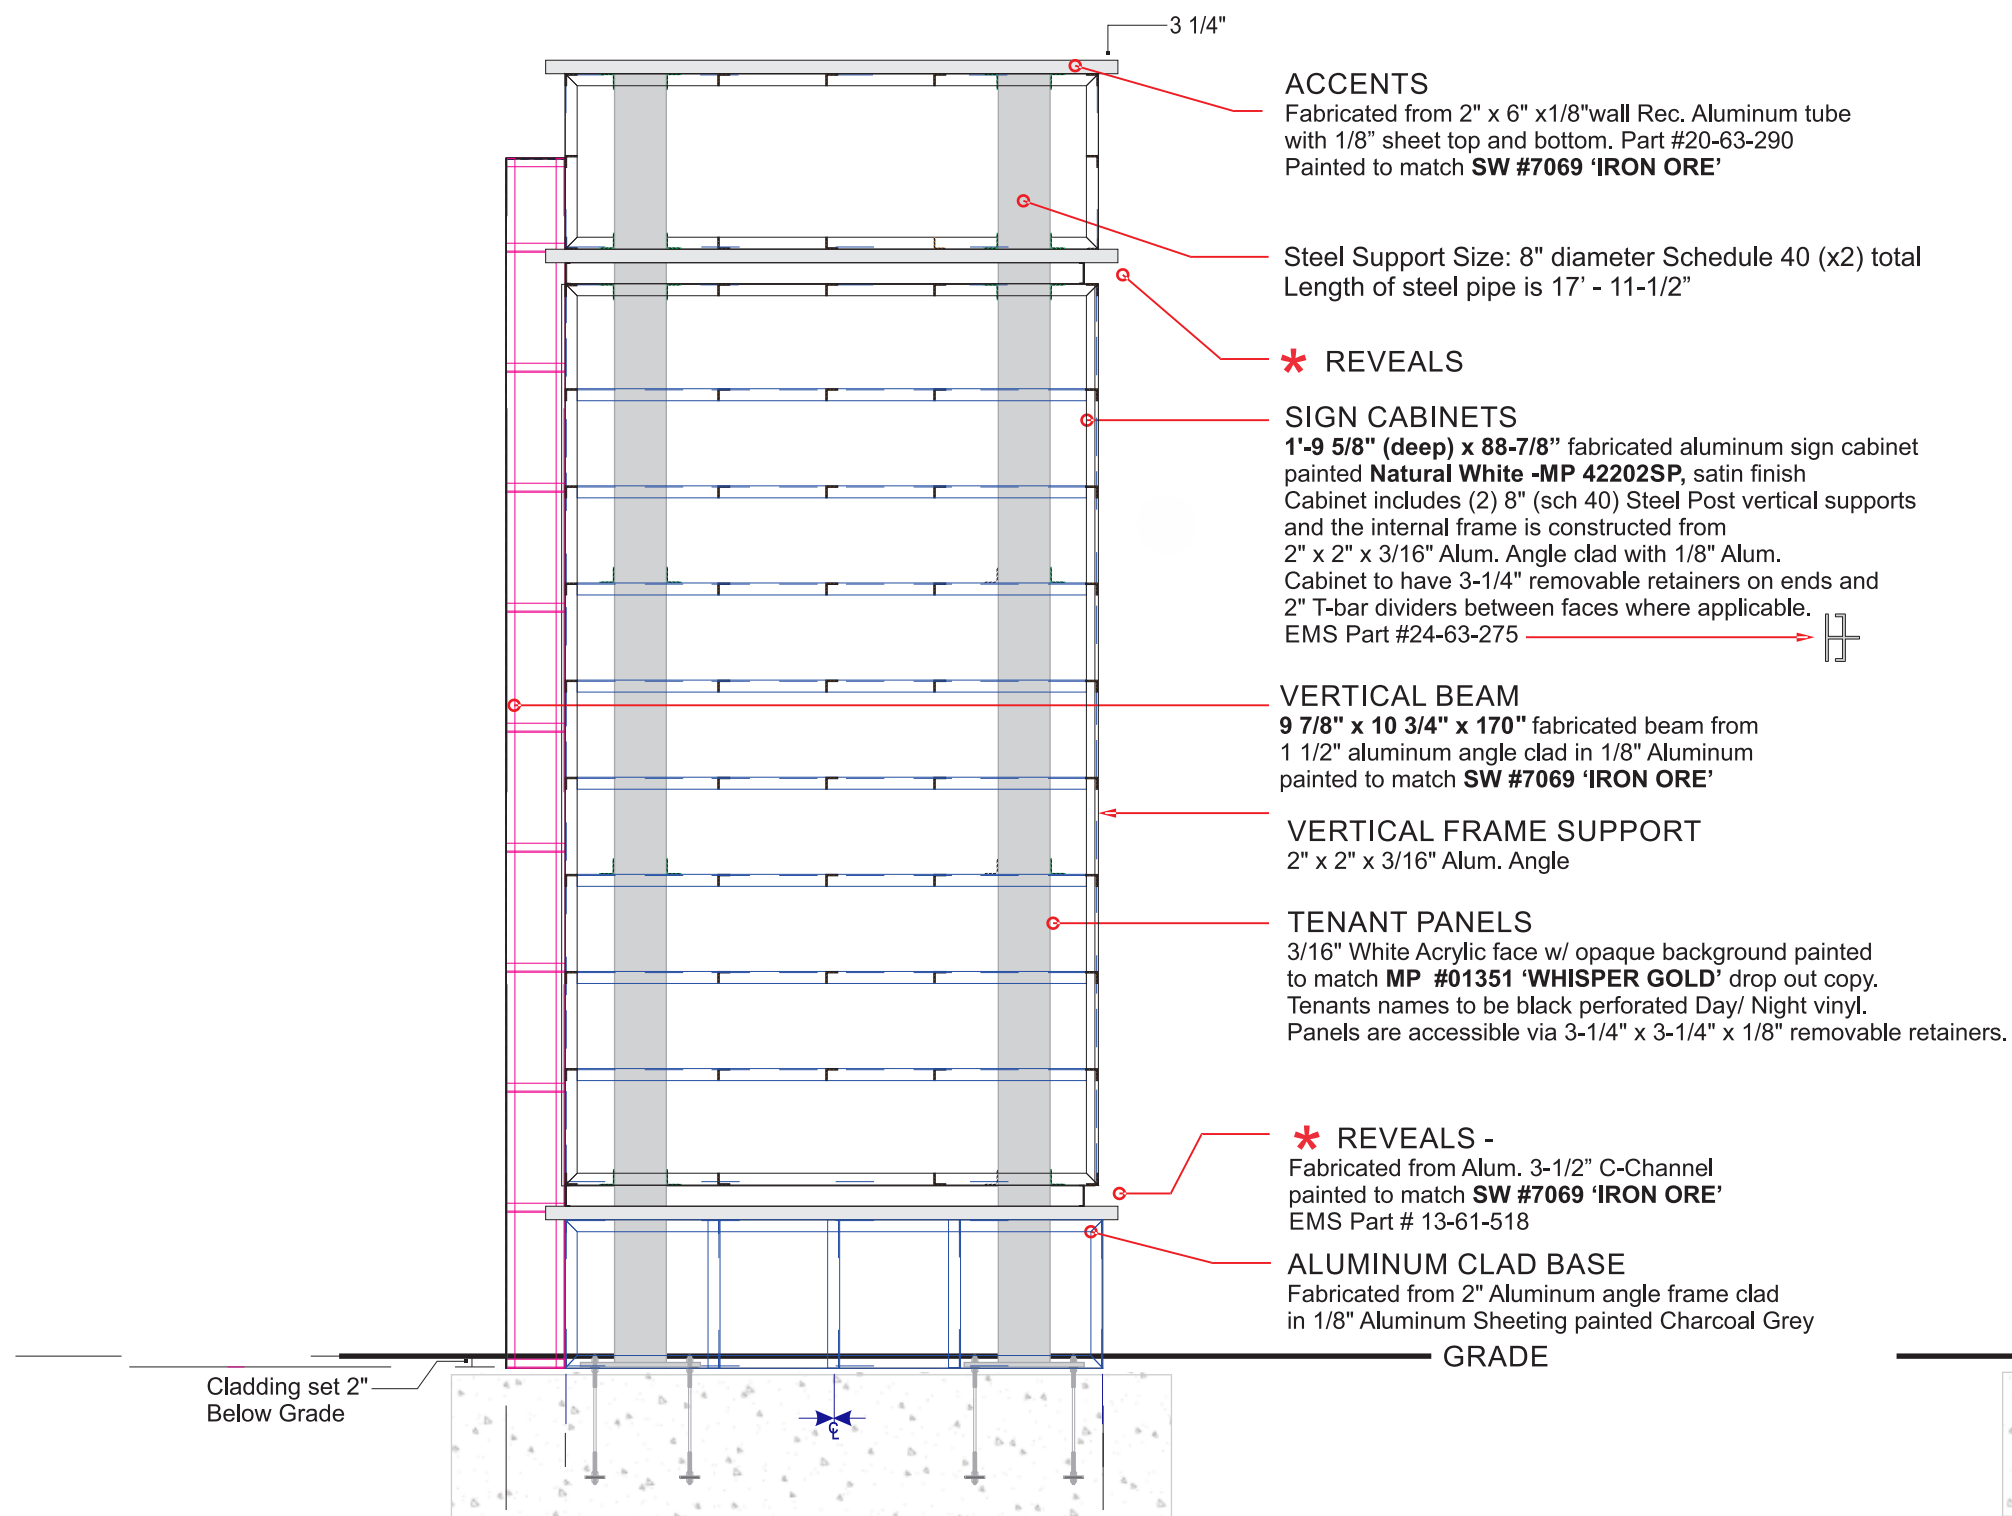 3 1/4"
ACCENTS
Fabricated from 2" x 6" x1/8"wall Rec. Aluminum tube
with 1/8” sheet top and bottom. Part #20-63-290
Painted to match SW #7069 ‘IRON ORE’
Steel Support Size: 8" diameter Schedule 40 (x2) total
Length of steel pipe is 17’ - 11-1/2”
* REVEALS
SIGN CABINETS
1'-9 5/8" (deep) x 88-7/8” fabricated aluminum sign cabinet
painted Natural White -MP 42202SP, satin finish
Cabinet includes (2) 8" (sch 40) Steel Post vertical supports
and the internal frame is constructed from
2" x 2" x 3/16" Alum. Angle clad with 1/8" Alum.
Cabinet to have 3-1/4" removable retainers on ends and
2" T-bar dividers between faces where applicable.
EMS Part #24-63-275
VERTICAL BEAM
9 7/8" x 10 3/4" x 170" fabricated beam from
1 1/2" aluminum angle clad in 1/8" Aluminum
painted to match SW #7069 ‘IRON ORE’
VERTICAL FRAME SUPPORT
2" x 2" x 3/16" Alum. Angle
TENANT PANELS
3/16" White Acrylic face w/ opaque background painted
to match MP #01351 ‘WHISPER GOLD’ drop out copy.
Tenants names to be black perforated Day/ Night vinyl.
Panels are accessible via 3-1/4" x 3-1/4" x 1/8" removable retainers.
* REVEALS -
Fabricated from Alum. 3-1/2” C-Channel
painted to match SW #7069 ‘IRON ORE’
EMS Part # 13-61-518
ALUMINUM CLAD BASE
Fabricated from 2" Aluminum angle frame clad
in 1/8" Aluminum Sheeting painted Charcoal Grey
GRADE
Cladding set 2"
Below Grade
℄